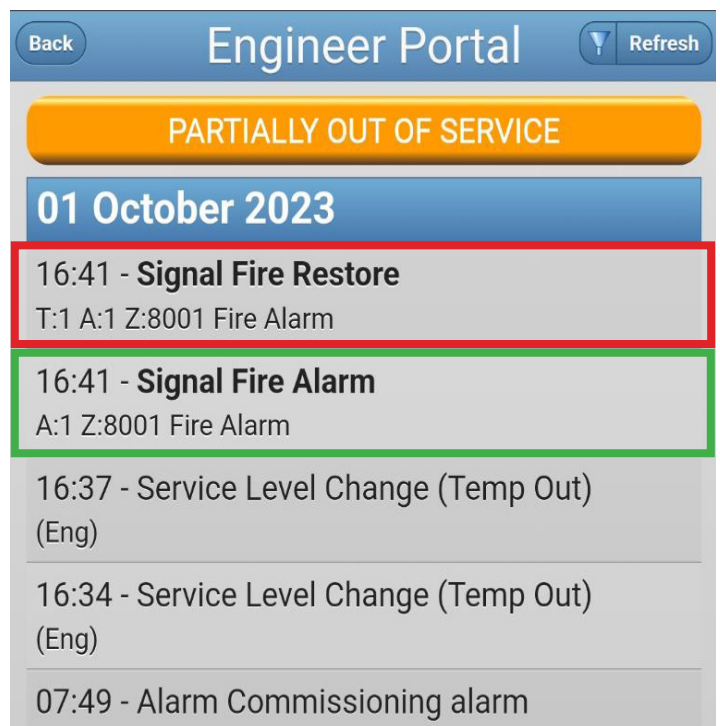 Back
Engineer Portal
Refresh
PARTIALLY OUT OF SERVICE
01 October 2023
16:41 - Signal Fire Restore
T:1 A:1 Z:8001 Fire Alarm
16:41 - Signal Fire Alarm
A:1 Z:8001 Fire Alarm
16:37 - Service Level Change (Temp Out)
(Eng)
16:34 - Service Level Change (Temp Out)
(Eng)
07:49 - Alarm Commissioning alarm